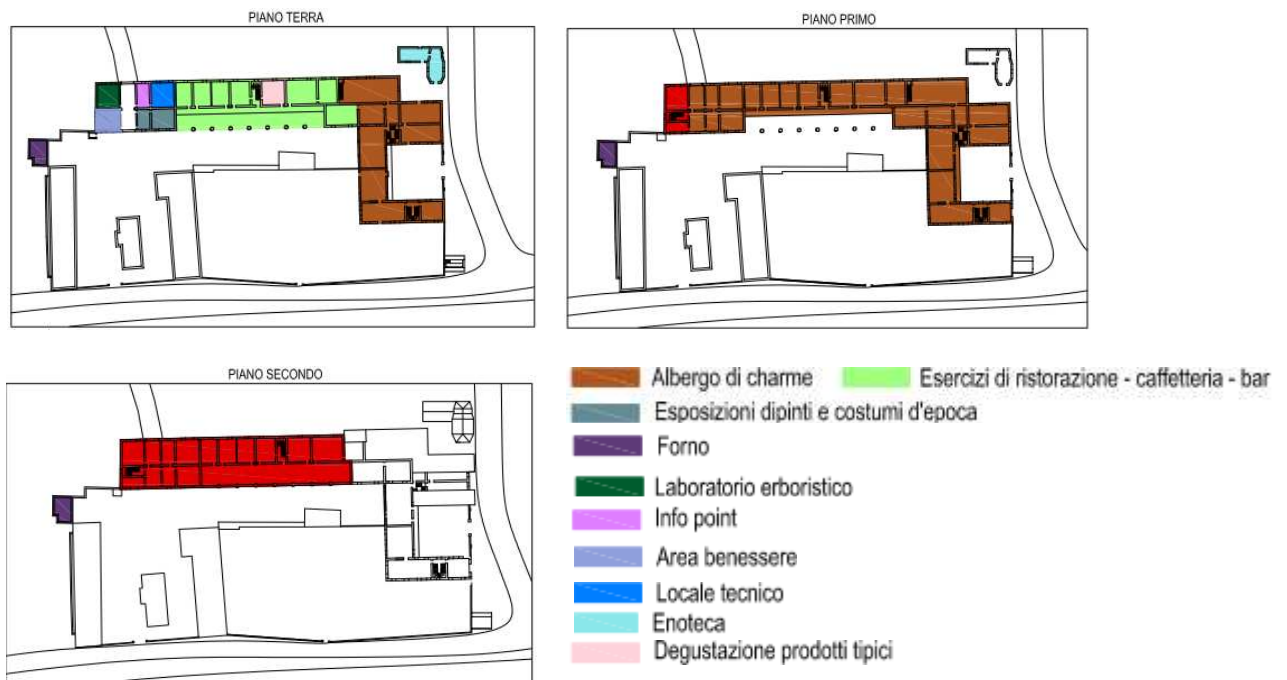 PIANO TERRA
PIANO PRIMO
PIANO SECONDO
Albergo di charme
Esercizi di ristorazione - caffetteria - bar
Esposizioni dipinti e costumi d'epoca
Forno
Laboratorio erboristico
Info point
Area benessere
Locale tecnico
Enoteca
Degustazione prodotti tipici